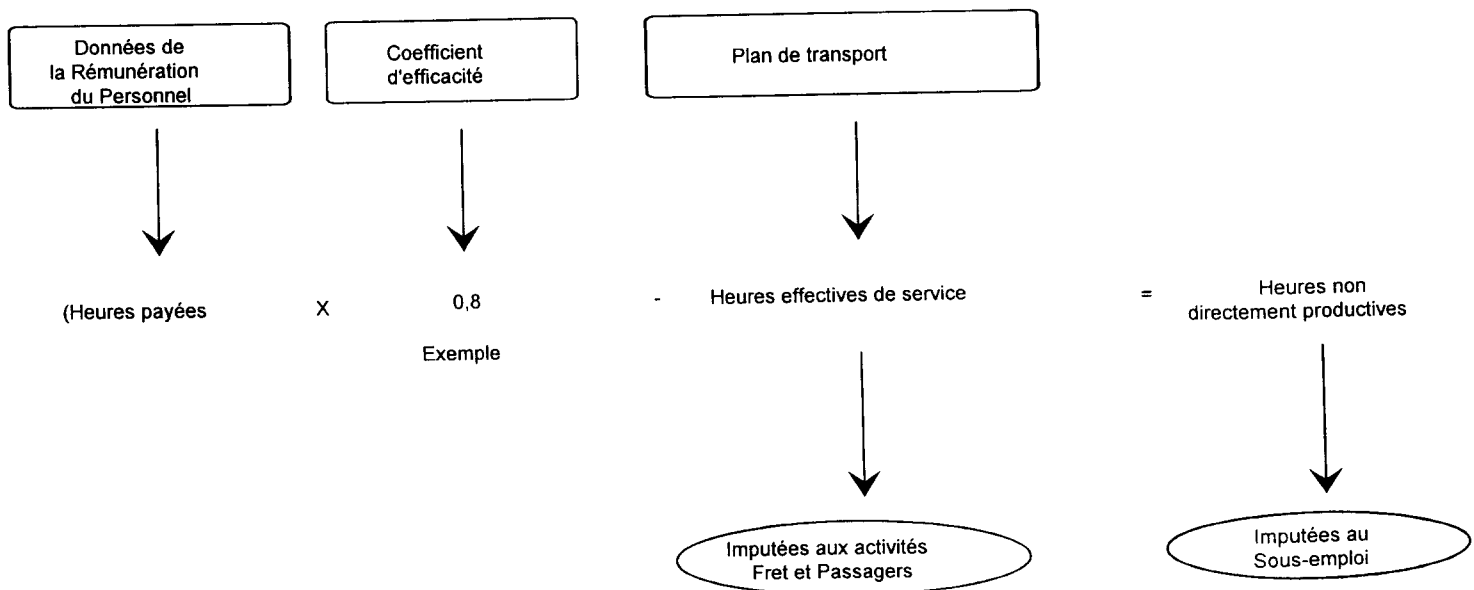 Données de
la Rémunération
du Personnel
Coefficient
d'efficacité
Plan de transport
(Heures payées
X
0,8
Exemple
-
Heures effectives de service
=
Heures non
directement productives
Imputées aux activités
Fret et Passagers
Imputées au
Sous-emploi